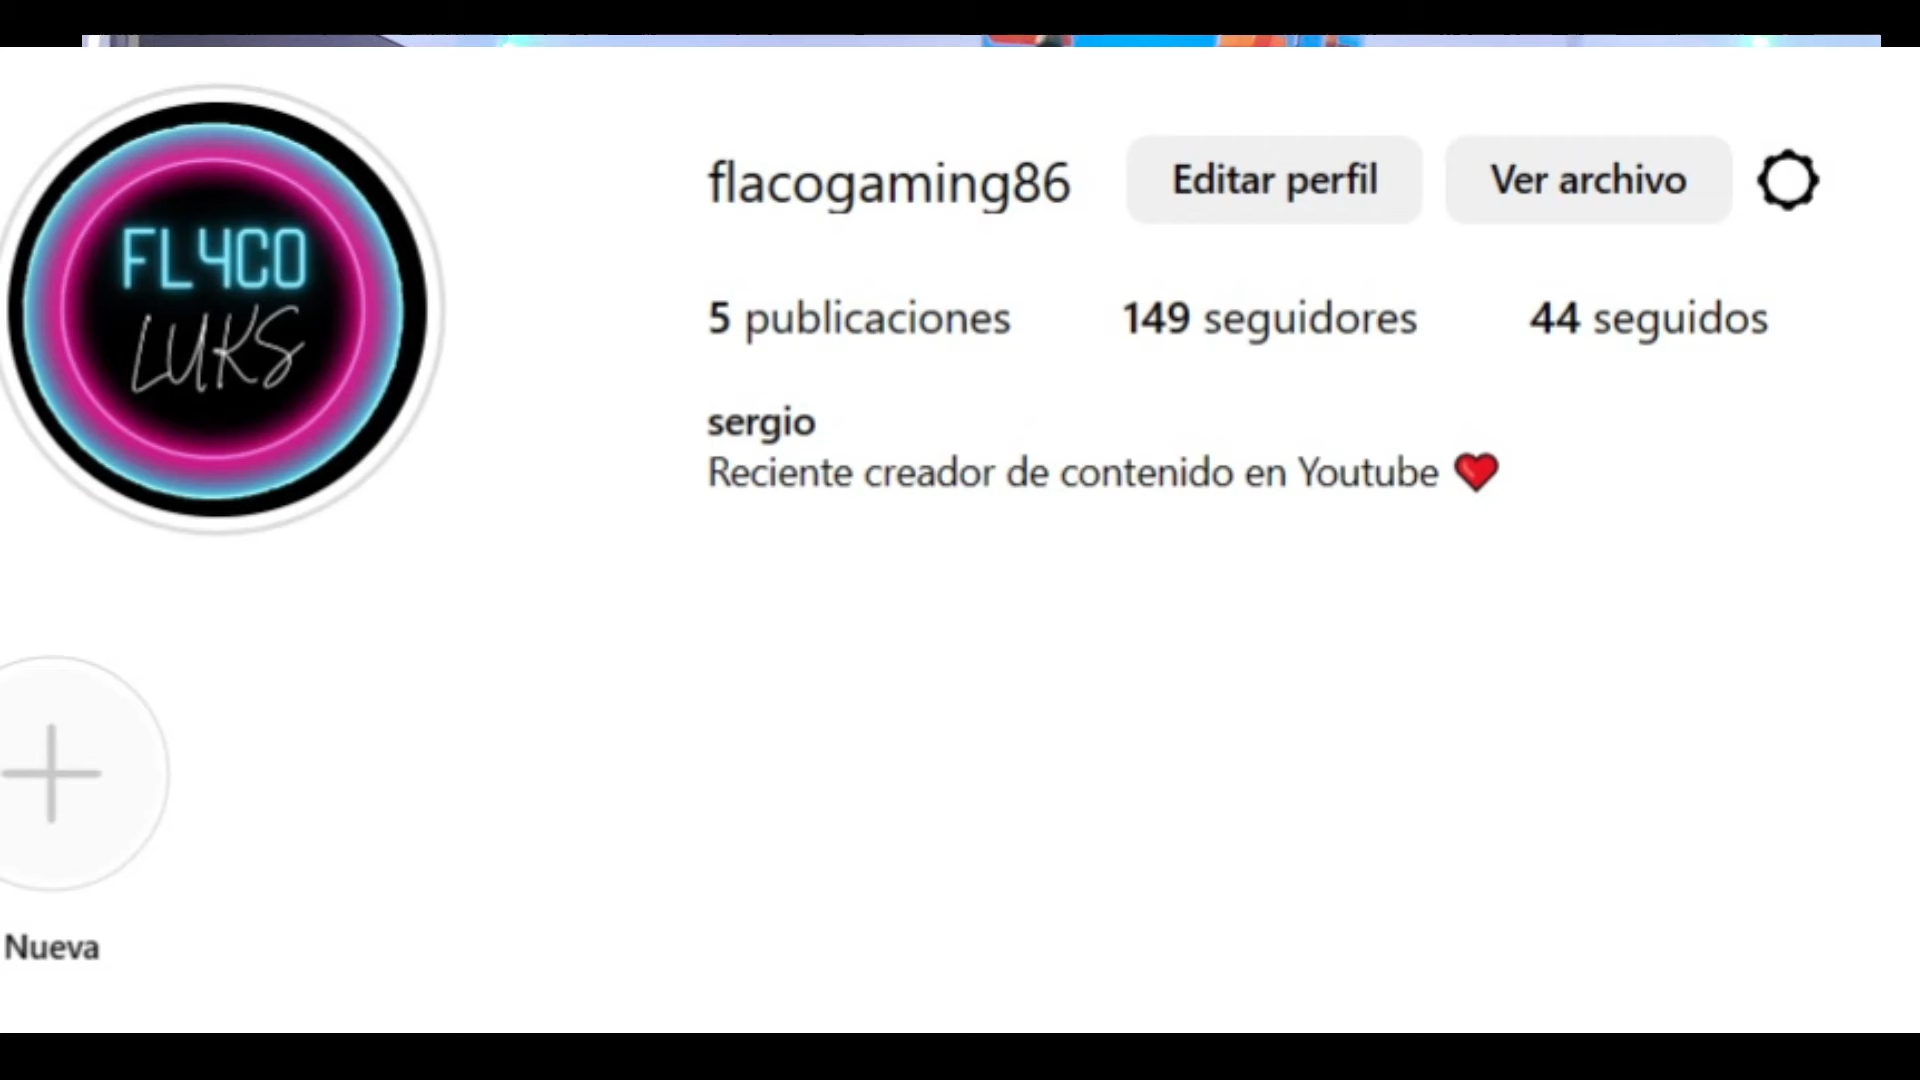 FL4CO
LUKS
flacogaming86
Editar perfil
Ver archivo
5 publicaciones
149 seguidores
44 seguidos
sergio
Reciente creador de contenido en Youtube ❤️
Nueva